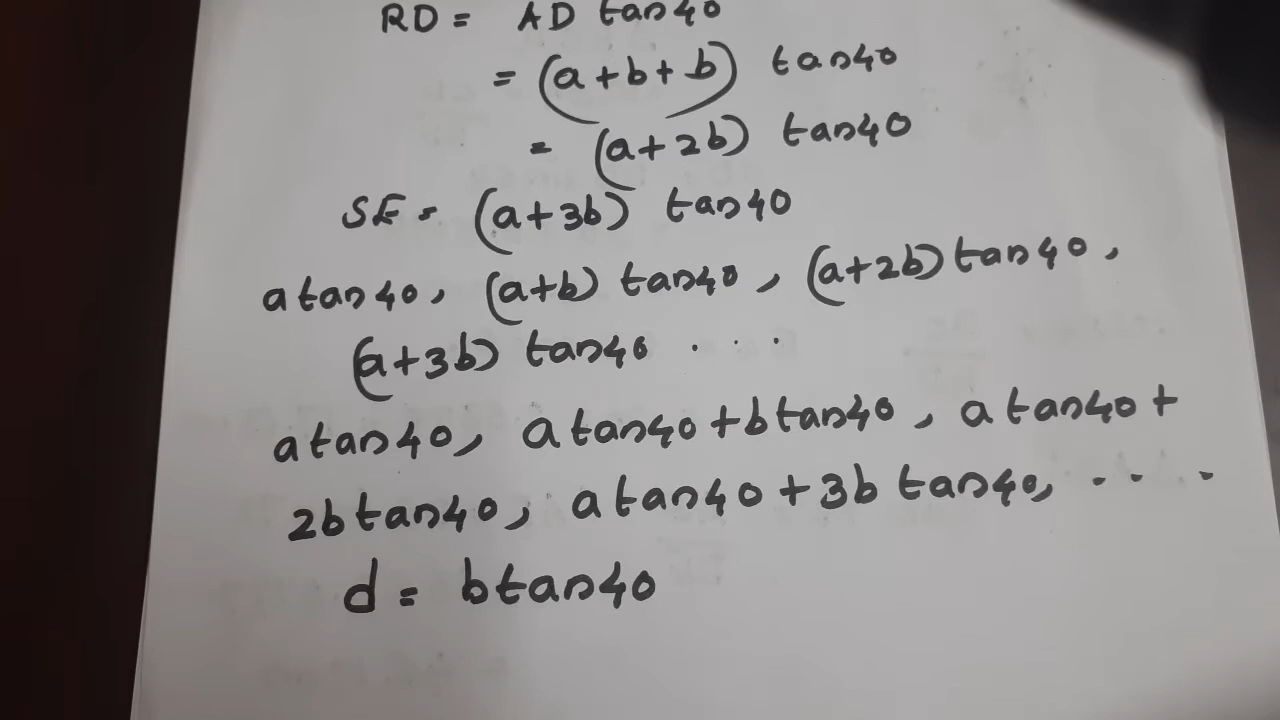 RD = AD tan40
= (a+b+b) tan40
= (a+2b) tan40
SE = (a+3b) tan40
a tan40, (a+b) tan40, (a+2b) tan40,
(a+3b) tan40 ...
a tan40, a tan40 + b tan40, a tan40 +
2b tan40, a tan40 + 3b tan40, ...
d = b tan40